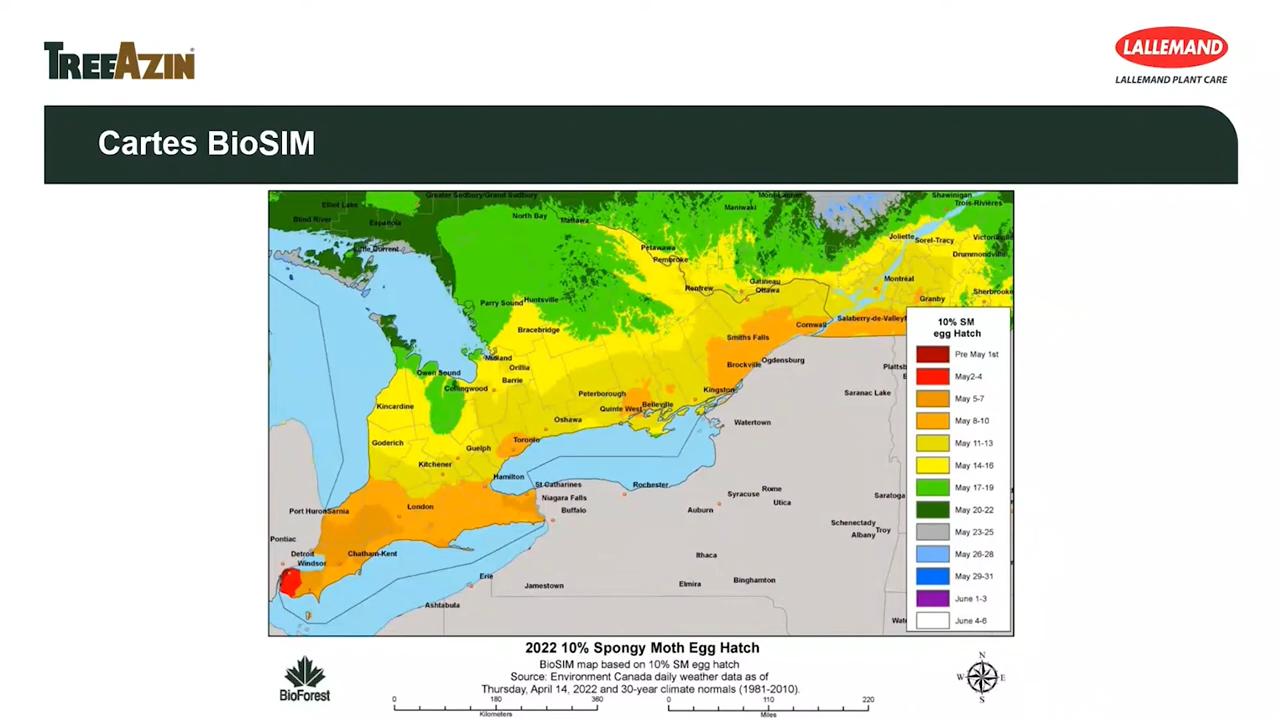 TREEAZIN
LALLEMAND
LALLEMAND PLANT CARE
Cartes BioSIM
Greater Sudbury/Grand Sudbury
Elliot Lake
Blind River
Espanola
North Bay
Mattawa
Maniwaki
Mont-Laurier
Shawinigan
Trois-Rivières
Little Current
Petawawa
Pembroke
Joliette
Sorel-Tracy
Victoriaville
Drummondville
Renfrew
Gatineau
Ottawa
Montréal
Granby
Sherbrooke
Parry Sound
Huntsville
Bracebridge
Cornwall
Salaberry-de-Valleyf
Smiths Falls
Midland
Orillia
Brockville
Ogdensburg
Plattsb
Owen Sound
Collingwood
Barrie
Peterborough
Kingston
Saranac Lake
Kincardine
Quinte West
Belleville
Oshawa
Watertown
Goderich
Guelph
Toronto
Kitchener
Hamilton
St Catharines
Rochester
Niagara Falls
Syracuse
Rome
Utica
Saratoga
London
Port Huron
Sarnia
Buffalo
Auburn
Schenectady
Troy
Albany
Pontiac
Detroit
Windsor
Chatham-Kent
Ithaca
Erie
Jamestown
Elmira
Binghamton
Ashtabula
Wate
10% SM
egg Hatch
Pre May 1st
May2-4
May 5-7
May 8-10
May 11-13
May 14-16
May 17-19
May 20-22
May 23-25
May 26-28
May 29-31
June 1-3
June 4-6
2022 10% Spongy Moth Egg Hatch
BioSIM map based on 10% SM egg hatch
Source: Environment Canada daily weather data as of
Thursday, April 14, 2022 and 30-year climate normals (1981-2010).
BioForest
0 180 360
Kilometers
0 110 220
Miles
N
W E
S